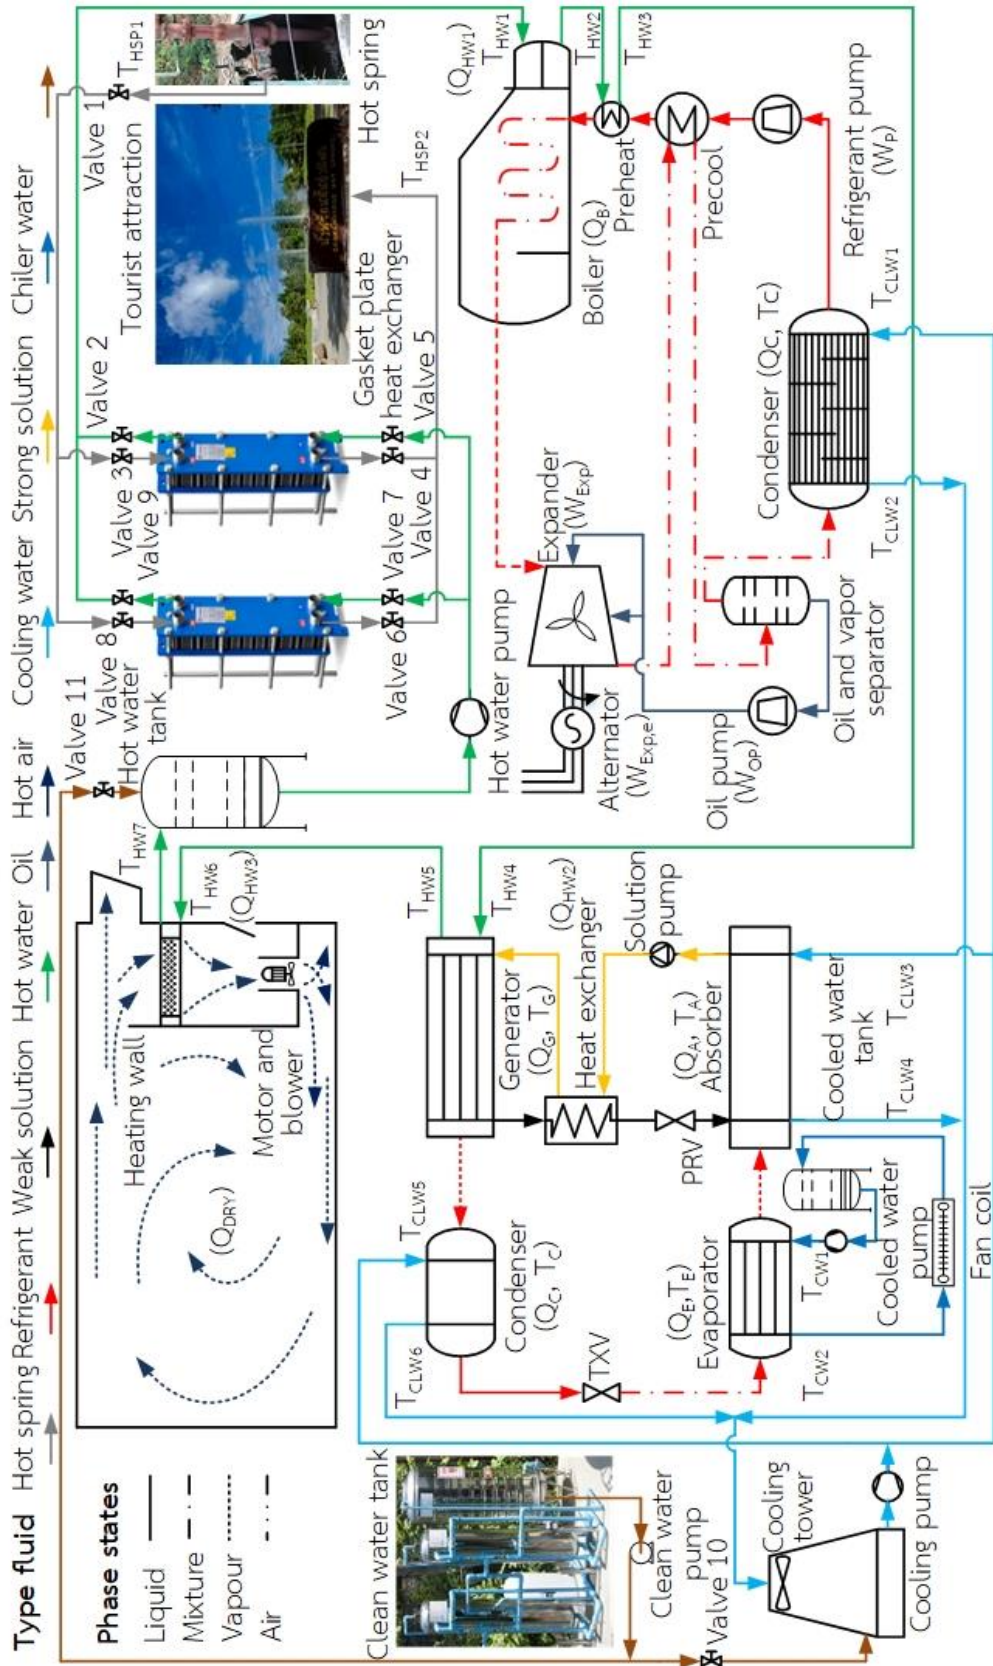 Type fluid Hot spring Refrigerant Weak solution Hot water Oil Hot air Cooling water Strong solution Chiler water
Phase states
Liquid
Mixture
Vapour
Air
Heating wall
(Q_DRY)
Motor and
blower
T_HW7
T_HW6
(Q_HW3)
Valve 11
Valve 8
Hot water
tank
Valve 9
Valve 3
Valve 2
Valve 1
T_HSP1
Tourist attraction
Hot spring
T_HSP2
Valve 6
Valve 7
Valve 4
Valve 5
Gasket plate
heat exchanger
Hot water pump
Clean water tank
Clean water
pump
Valve 10
Cooling
tower
Cooling pump
T_CLW6
T_CLW5
Condenser
(Q_C, T_C)
TXV
T_HW5
T_HW4
Generator
(Q_G, T_G)
(Q_HW2)
Heat exchanger
Solution
pump
PRV
(Q_A, T_A)
Absorber
(Q_E,T_E)
Evaporator
T_CW2
T_CW1
Cooled water
pump
Cooled water
tank
T_CLW4
T_CLW3
Fan coil
Alternator
(W_Exp,e)
Expander
(W_Exp)
Oil pump
(W_OP)
Oil and vapor
separator
(Q_HW1)
T_HW1
T_HW2
T_HW3
Boiler (Q_B)
Preheat
Precool
Refrigerant pump
(W_P)
Condenser (Qc, Tc)
T_CLW2
T_CLW1